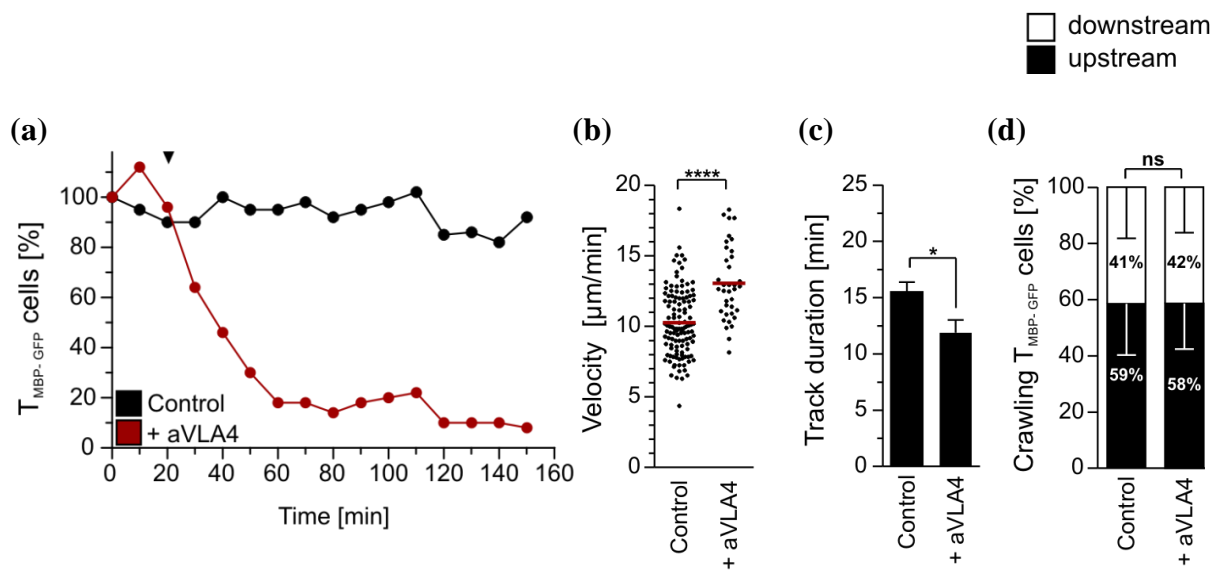 downstream
upstream
(a)
(b)
(c)
(d)
T MBP- GFP cells [%]
100
80
60
40
20
0
Control
+ aVLA4
0 20 40 60 80 100 120 140 160
Time [min]
Velocity [µm/min]
20
15
10
5
0
****
Control
+ aVLA4
Track duration [min]
25
20
15
10
5
0
*
Control
+ aVLA4
Crawling T MBP- GFP cells [%]
100
80
60
40
20
0
ns
41% 42%
59% 58%
Control
+ aVLA4